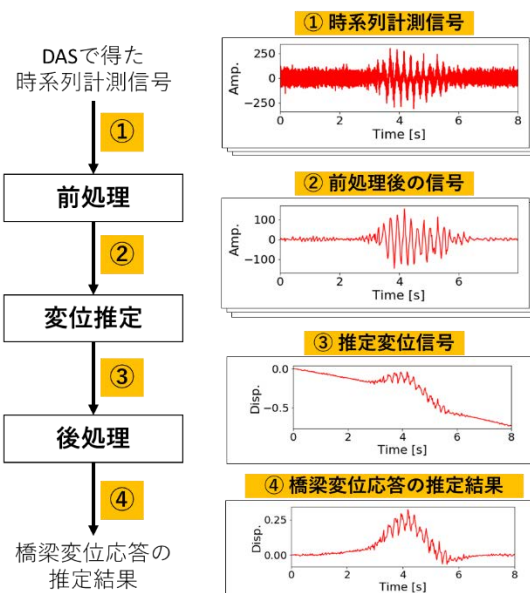 DASで得た
時系列計測信号
①
前処理
②
変位推定
③
後処理
④
橋梁変位応答の
推定結果
① 時系列計測信号
Amp.
250
0
−250
0 2 4 6 8
Time [s]
② 前処理後の信号
Amp.
100
0
−100
0 2 4 6 8
Time [s]
③ 推定変位信号
Disp.
0.0
−0.5
0 2 4 6 8
Time [s]
④ 橋梁変位応答の推定結果
Disp.
0.25
0.00
0 2 4 6 8
Time [s]